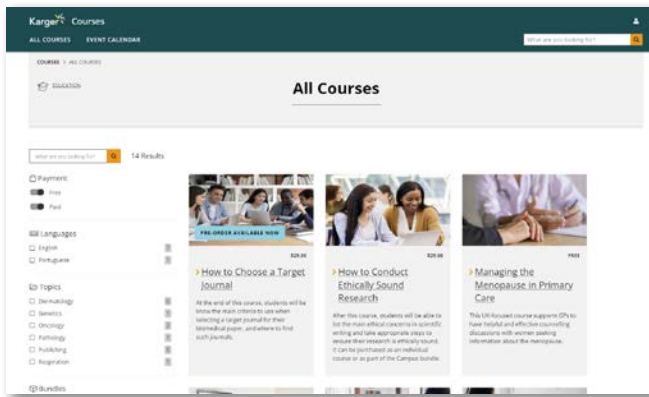 Karger Courses
ALL COURSES EVENT CALENDAR
What are you looking for?
COURSES > ALL COURSES
EDUCATION
All Courses
What are you looking for?
14 Results
Payment
Free
Paid
Languages
English
Portuguese
Topics
Dermatology
Genetics
Oncology
Pathology
Publishing
Respiration
Bundles
PRE-ORDER AVAILABLE NOW
$29.00
How to Choose a Target
Journal
At the end of this course, students will be
know the main criteria to use when
selecting a target journal for their
biomedical paper, and where to find
such journals.
$29.00
How to Conduct
Ethically Sound
Research
After this course, students will be able to
list the main ethical concerns in scientific
writing and take appropriate steps to
ensure their research is ethically sound.
It can be purchased as an individual
course or as part of the Campus bundle.
FREE
Managing the
Menopause in Primary
Care
This UK-focused course supports GPs to
have helpful and effective counselling
discussions with women seeking
information about the menopause.